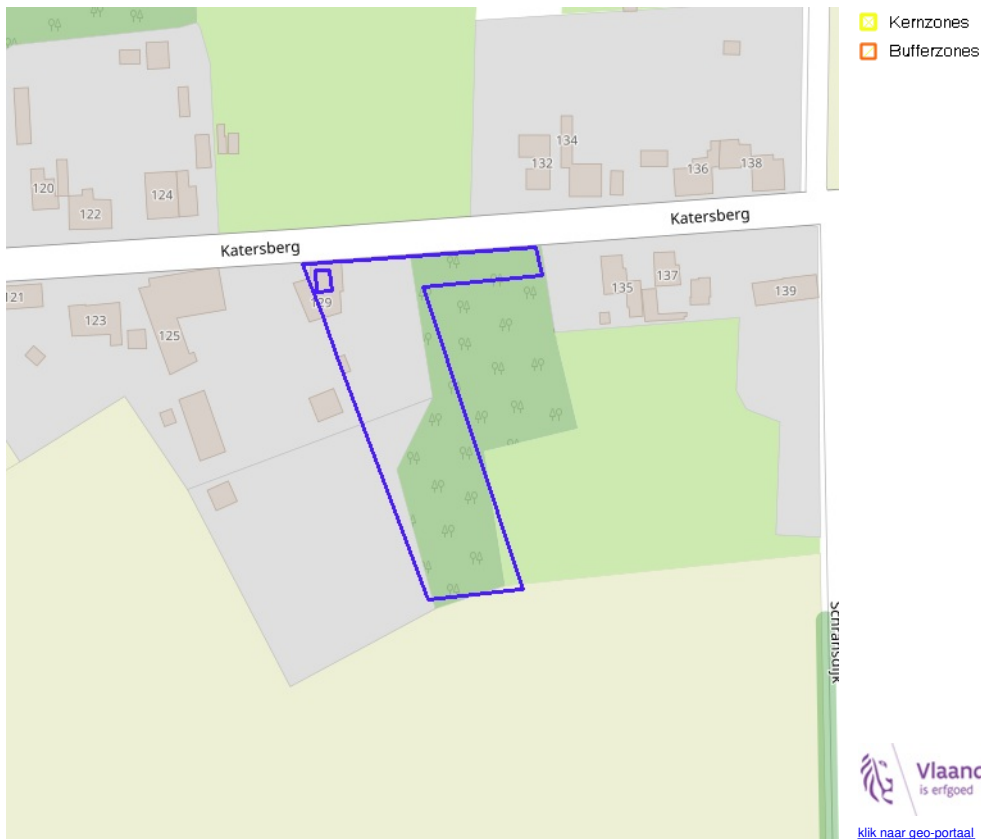 Kernzones
Bufferzones
134
132
136
138
120
124
122
Katersberg
Katersberg
121
129
137
135
139
123
125
Schransdijk
Vlaand
is erfgoed
klik naar geo-portaal